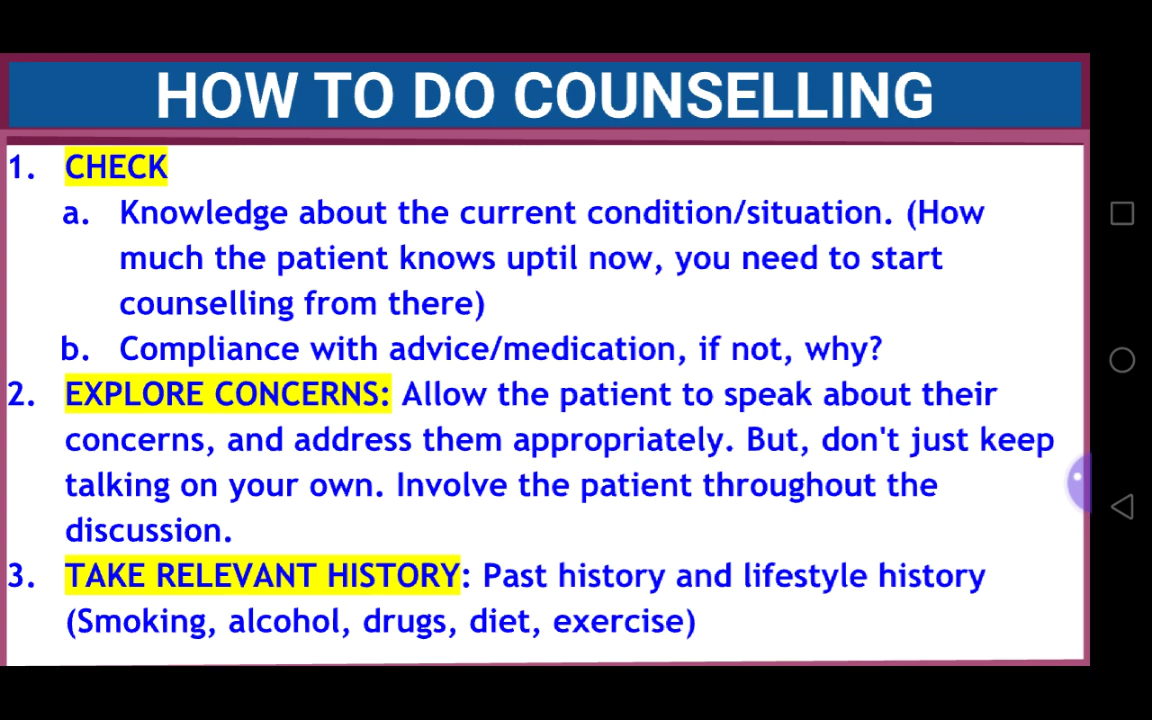 HOW TO DO COUNSELLING
1. CHECK
a. Knowledge about the current condition/situation. (How
much the patient knows uptil now, you need to start
counselling from there)
b. Compliance with advice/medication, if not, why?
2. EXPLORE CONCERNS: Allow the patient to speak about their
concerns, and address them appropriately. But, don't just keep
talking on your own. Involve the patient throughout the
discussion.
3. TAKE RELEVANT HISTORY: Past history and lifestyle history
(Smoking, alcohol, drugs, diet, exercise)